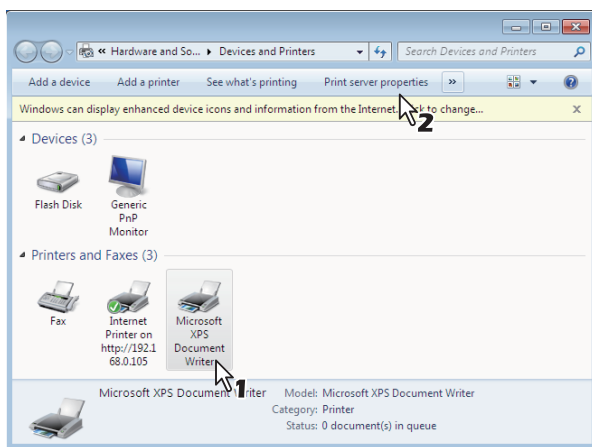 « Hardware and So... ▸ Devices and Printers
Search Devices and Printers
Add a device Add a printer See what's printing Print server properties »
Windows can display enhanced device icons and information from the Internet. to change...
Devices (3)
Flash Disk
Generic
PnP
Monitor
Printers and Faxes (3)
Fax
Internet
Printer on
http://192.1
68.0.105
Microsoft
XPS
Document
Writer
1
2
Microsoft XPS Document Writer
Model: Microsoft XPS Document Writer
Category: Printer
Status: 0 document(s) in queue